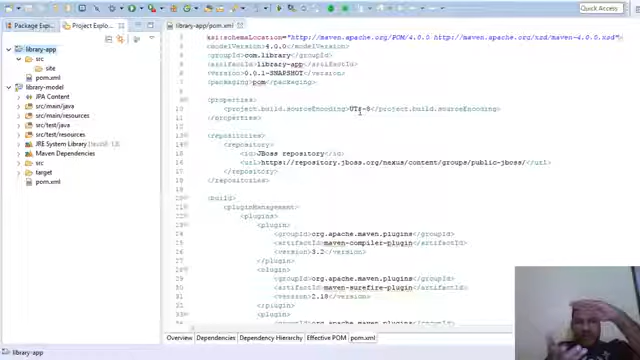 Quick Access
Package Expl...
Project Explo...
library-app/pom.xml
library-app
src
site
pom.xml
library-model
JPA Content
src/main/java
src/main/resources
src/test/java
src/test/resources
JRE System Library
Maven Dependencies
src
target
pom.xml
xsi:schemaLocation="http://maven.apache.org/POM/4.0.0 http://maven.apache.org/xsd/maven-4.0.0.xsd">
<modelVersion>4.0.0</modelVersion>
<groupId>com.library</groupId>
<artifactId>library-app</artifactId>
<version>0.0.1-SNAPSHOT</version>
<packaging>pom</packaging>
<properties>
<project.build.sourceEncoding>UTF-8</project.build.sourceEncoding>
</properties>
<repositories>
<repository>
<id>JBoss repository</id>
<url>https://repository.jboss.org/nexus/content/groups/public-jboss/</url>
</repository>
</repositories>
<build>
<pluginManagement>
<plugins>
<plugin>
<groupId>org.apache.maven.plugins</groupId>
<artifactId>maven-compiler-plugin</artifactId>
<version>3.2</version>
</plugin>
<plugin>
<groupId>org.apache.maven.plugins</groupId>
<artifactId>maven-surefire-plugin</artifactId>
<version>2.18</version>
</plugin>
<plugin>
Overview Dependencies Dependency Hierarchy Effective POM pom.xml
library-app